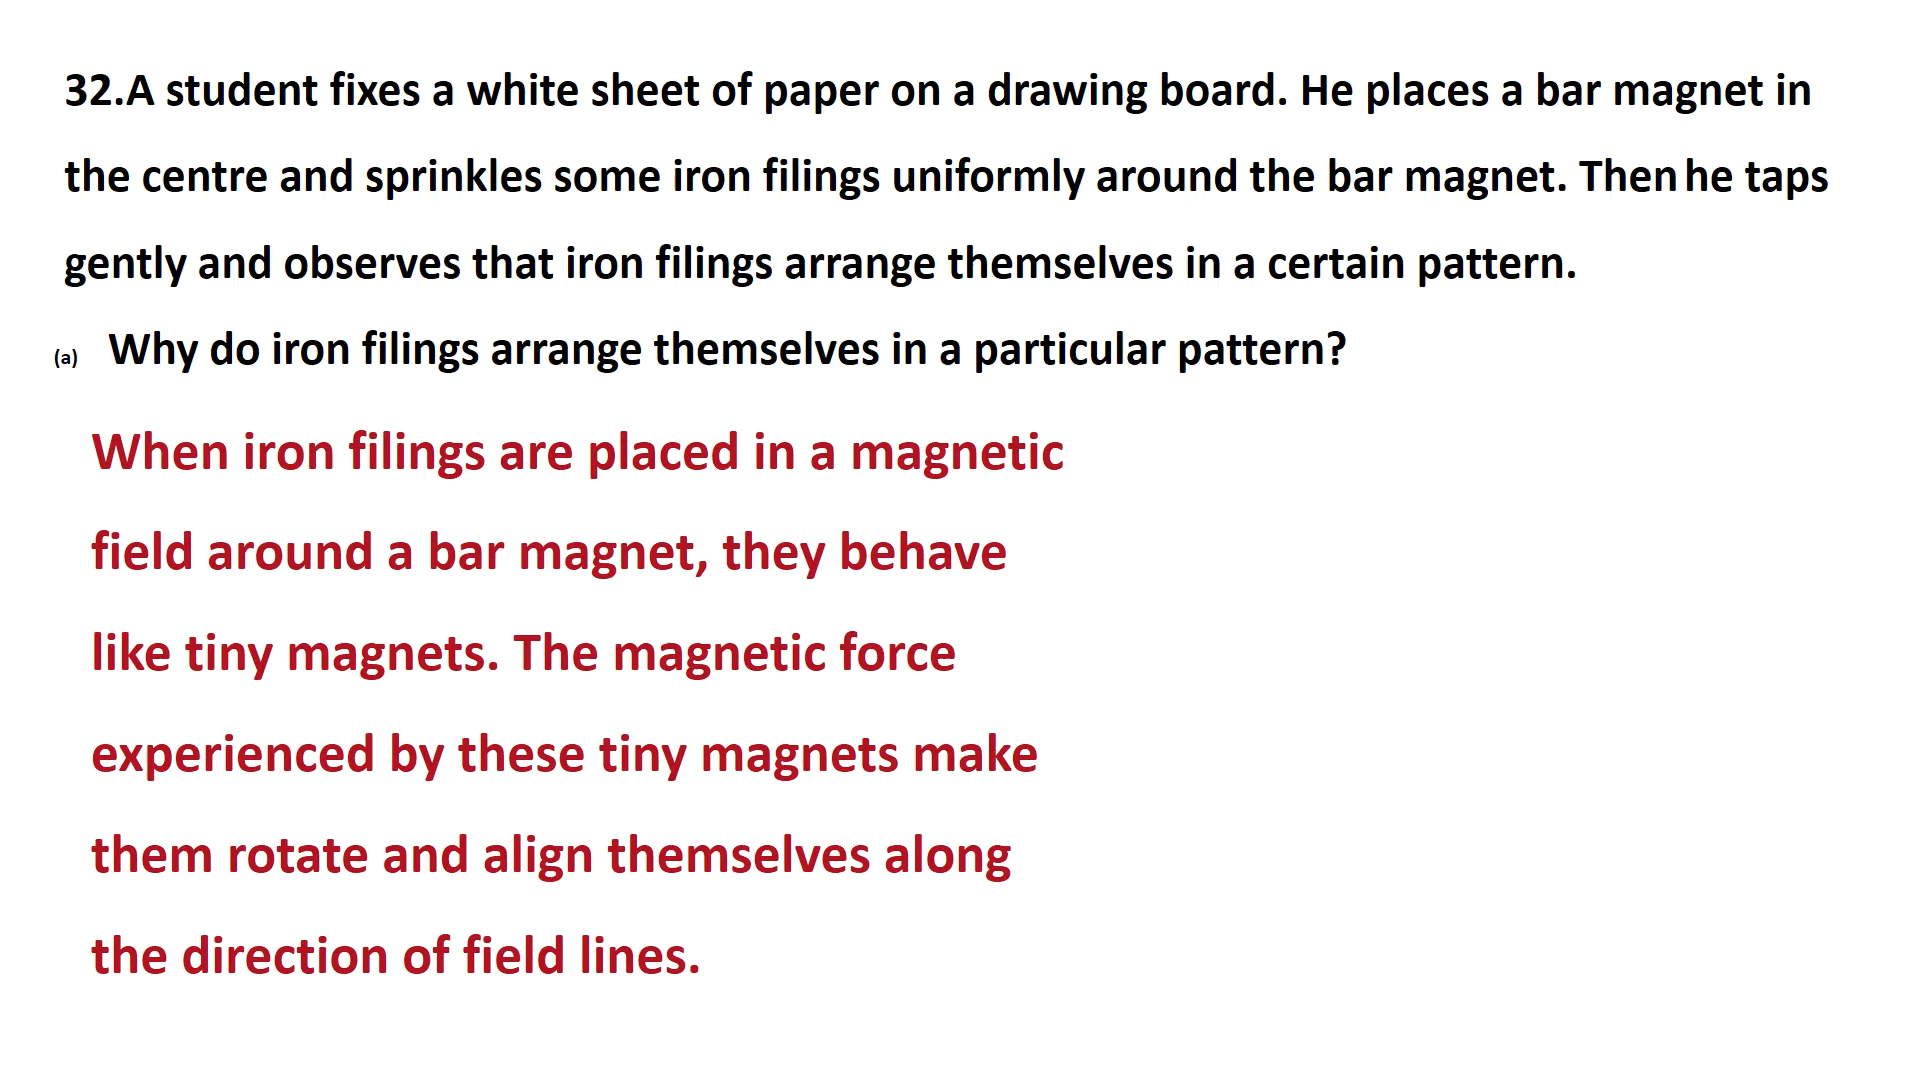 32.A student fixes a white sheet of paper on a drawing board. He places a bar magnet in
the centre and sprinkles some iron filings uniformly around the bar magnet. Then he taps
gently and observes that iron filings arrange themselves in a certain pattern.
(a) Why do iron filings arrange themselves in a particular pattern?
When iron filings are placed in a magnetic
field around a bar magnet, they behave
like tiny magnets. The magnetic force
experienced by these tiny magnets make
them rotate and align themselves along
the direction of field lines.